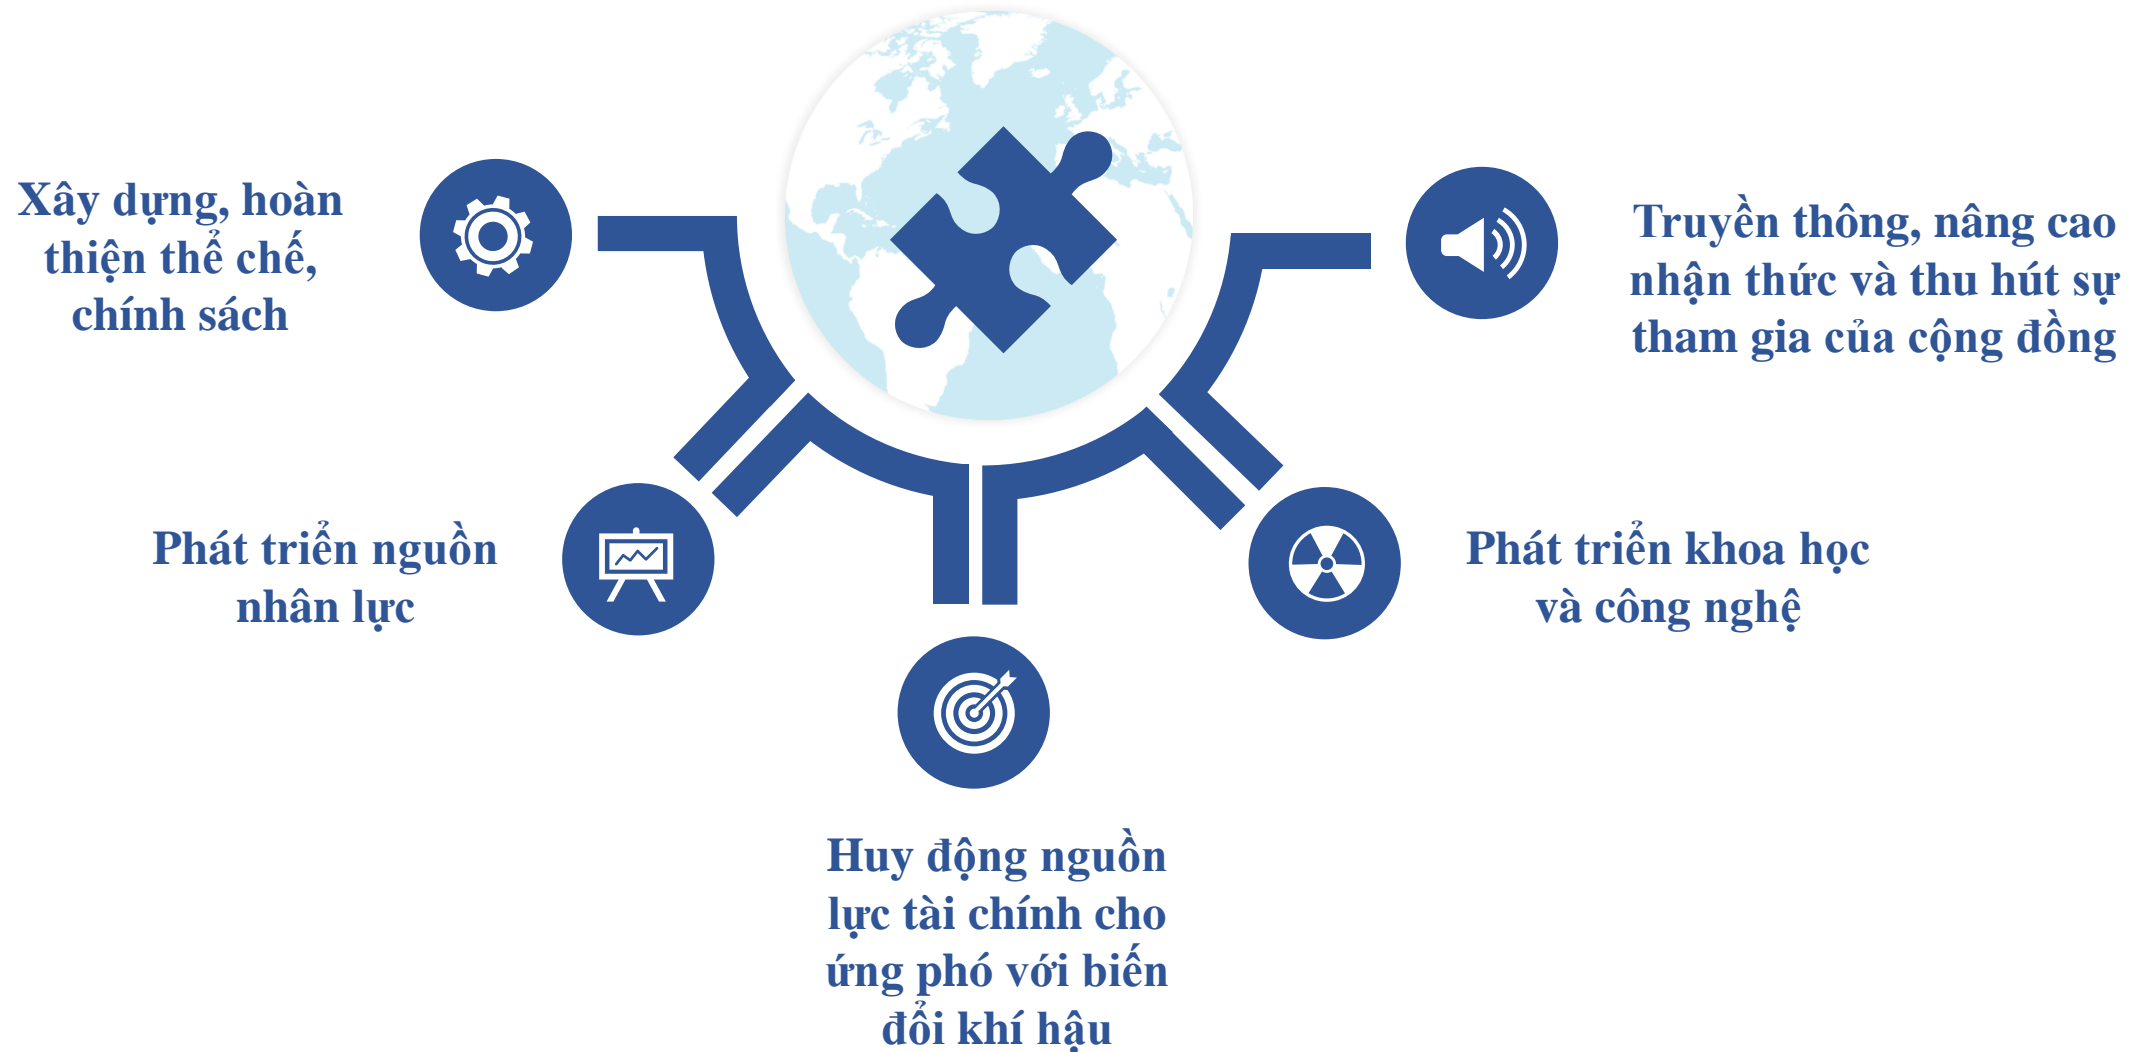 Xây dựng, hoàn
thiện thể chế,
chính sách
Phát triển nguồn
nhân lực
Huy động nguồn
lực tài chính cho
ứng phó với biến
đổi khí hậu
Phát triển khoa học
và công nghệ
Truyền thông, nâng cao
nhận thức và thu hút sự
tham gia của cộng đồng